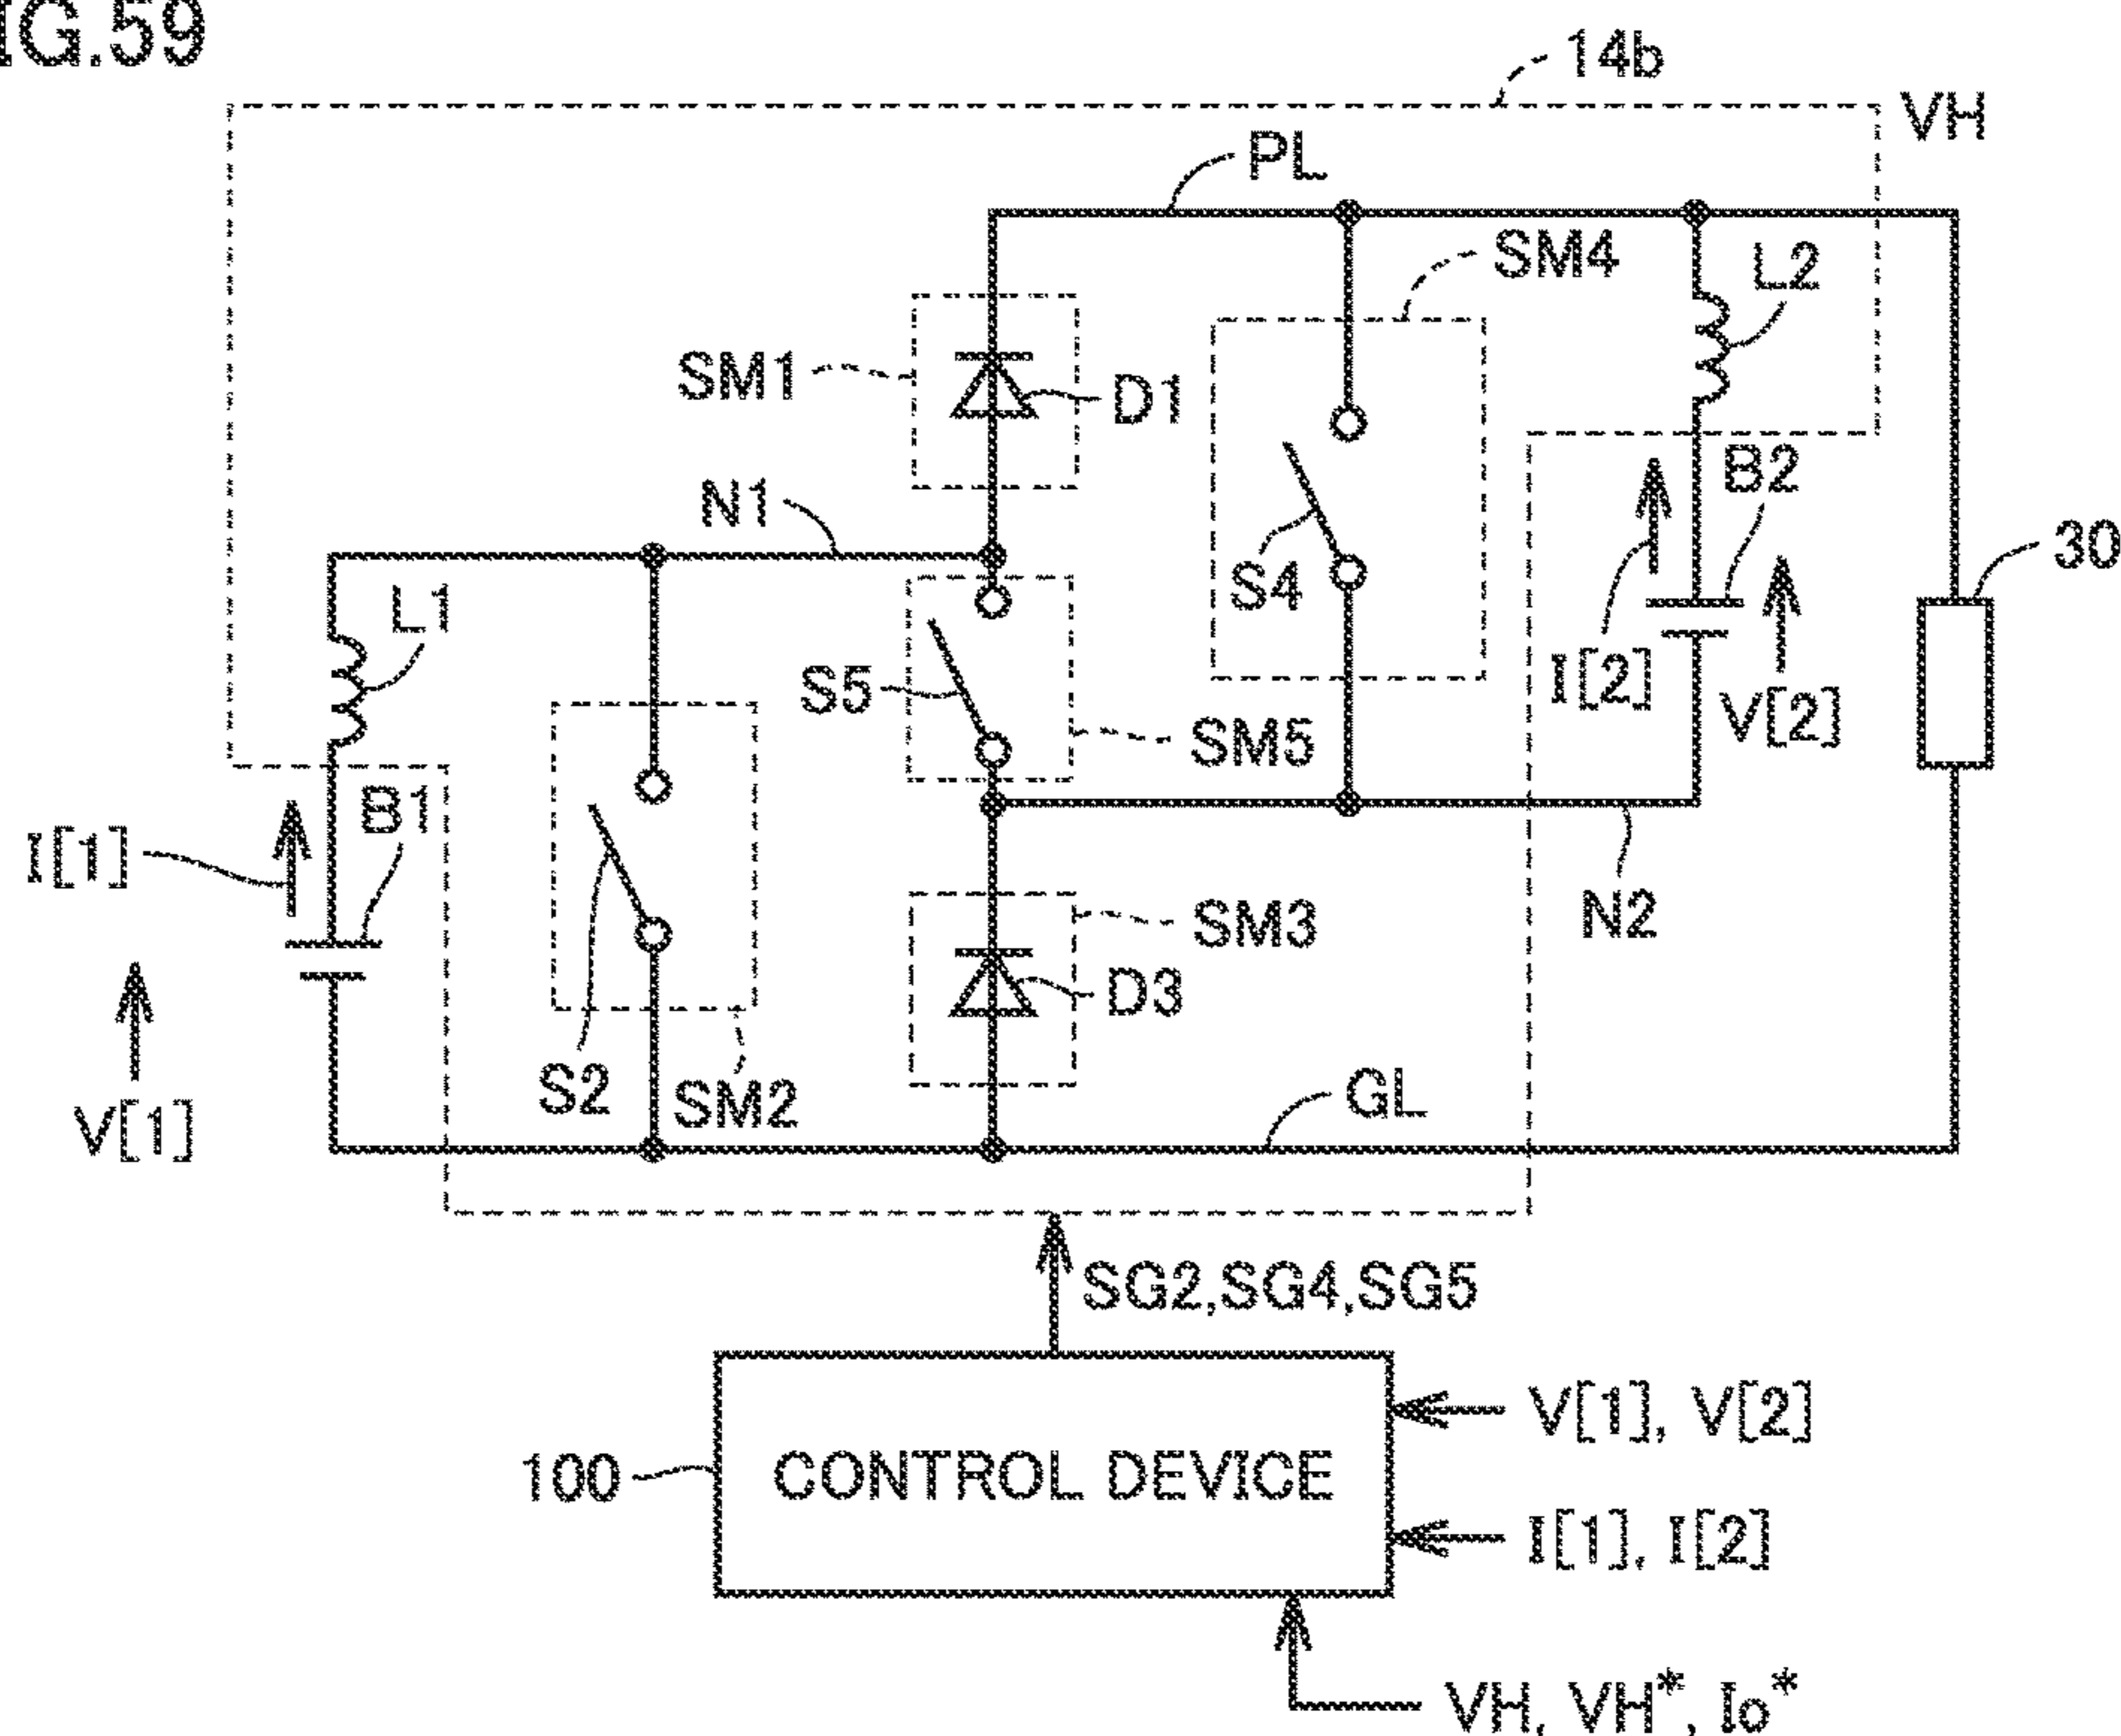 IG.59
14b
VH
PL
SM4
L2
SM1
D1
B2
N1
S4
30
L1
S5
I[2]
V[2]
SM5
B1
I[1]
N2
SM3
D3
S2
SM2
GL
V[1]
SG2,SG4,SG5
V[1], V[2]
100
CONTROL DEVICE
I[1], I[2]
VH, VH*, Io*